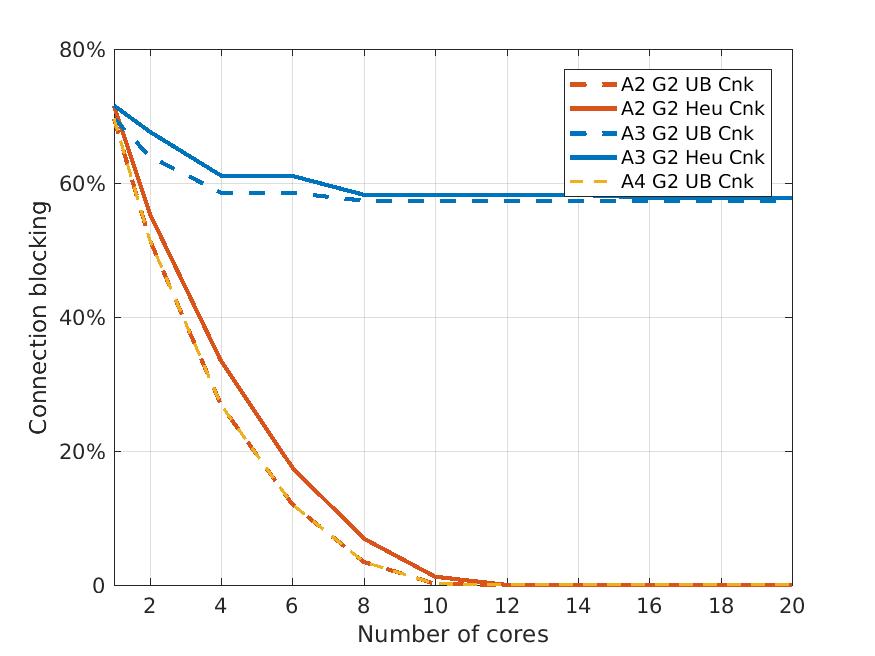 80%
60%
40%
20%
0
Connection blocking
A2 G2 UB Cnk
A2 G2 Heu Cnk
A3 G2 UB Cnk
A3 G2 Heu Cnk
A4 G2 UB Cnk
2 4 6 8 10 12 14 16 18 20
Number of cores